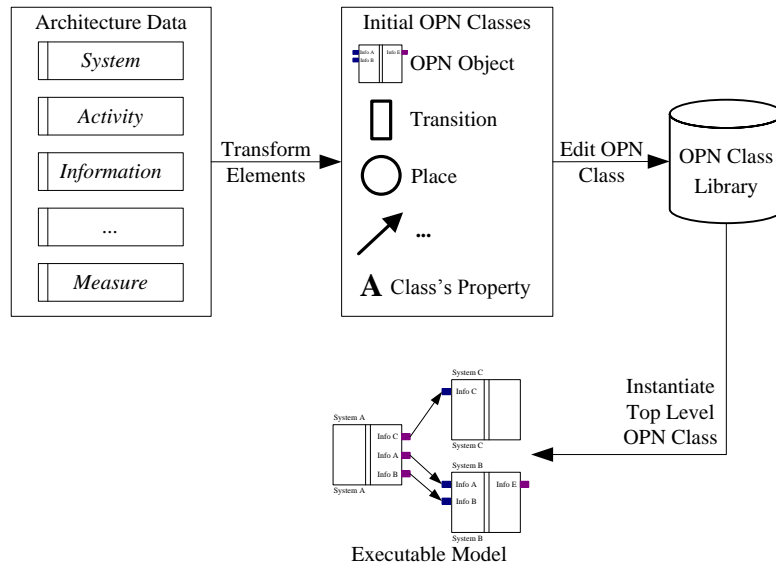 Architecture Data
System
Activity
Information
...
Measure
Transform
Elements
Initial OPN Classes
Info A
Info B
Info E
OPN Object
Transition
Place
...
A Class's Property
Edit OPN
Class
OPN Class
Library
Instantiate
Top Level
OPN Class
System A
Info C
Info A
Info B
System A
System C
Info C
System C
System B
Info A
Info E
Info B
System B
Executable Model